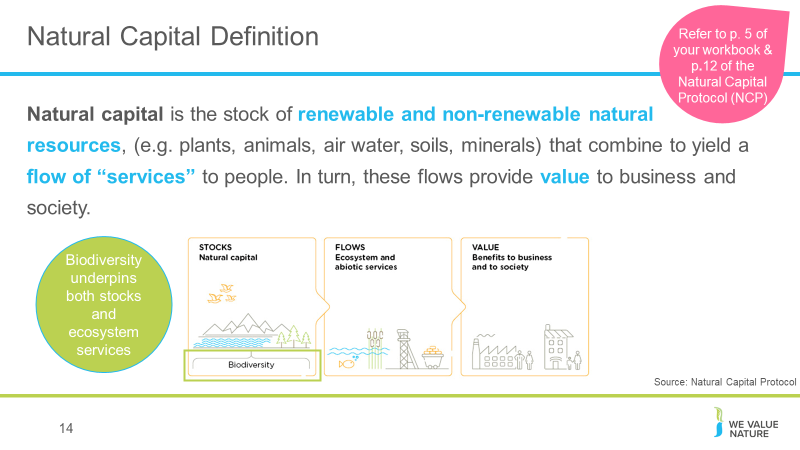 Natural Capital Definition
Refer to p. 5 of
your workbook &
p.12 of the
Natural Capital
Protocol (NCP)
Natural capital is the stock of renewable and non-renewable natural
resources, (e.g. plants, animals, air water, soils, minerals) that combine to yield a
flow of “services” to people. In turn, these flows provide value to business and
society.
Biodiversity
underpins
both stocks
and
ecosystem
services
STOCKS
Natural capital
Biodiversity
FLOWS
Ecosystem and
abiotic services
VALUE
Benefits to business
and to society
Source: Natural Capital Protocol
14
WE VALUE
NATURE